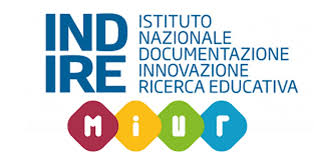 IND
IRE
ISTITUTO
NAZIONALE
DOCUMENTAZIONE
INNOVAZIONE
RICERCA EDUCATIVA
MiUr